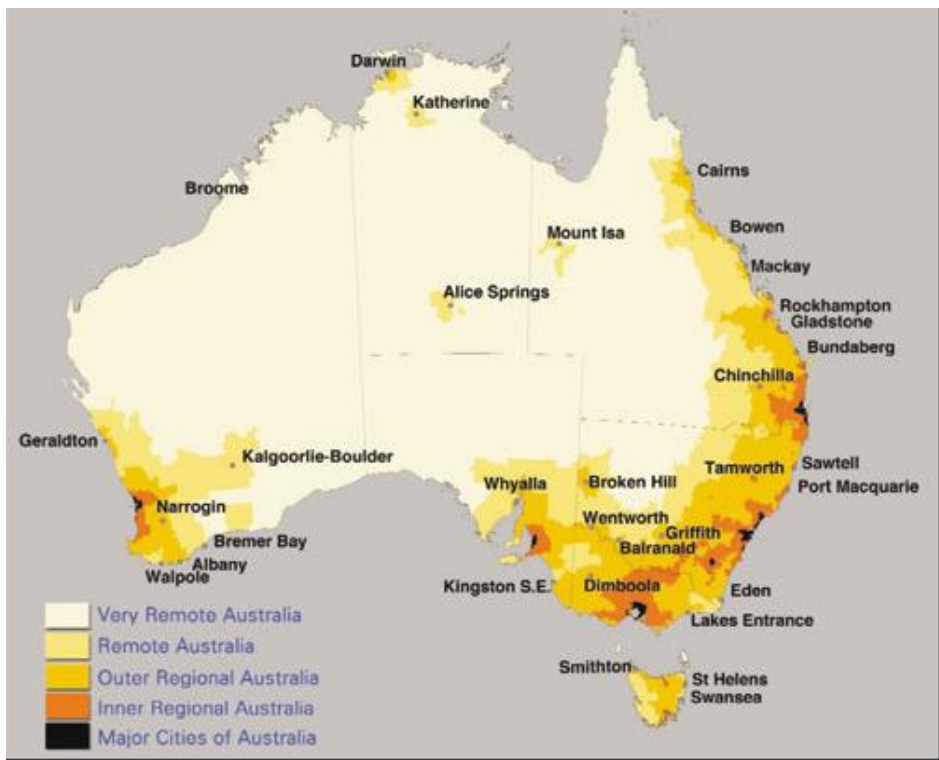 Darwin
Katherine
Cairns
Broome
Bowen
Mount Isa
Mackay
Alice Springs
Rockhampton
Gladstone
Bundaberg
Chinchilla
Geraldton
Kalgoorlie-Boulder
Tamworth
Sawtell
Whyalla
Broken Hill
Port Macquarie
Narrogin
Wentworth
Griffith
Bremer Bay
Balranald
Albany
Walpole
Kingston S.E.
Dimboola
Eden
Lakes Entrance
Smithton
St Helens
Swansea
Very Remote Australia
Remote Australia
Outer Regional Australia
Inner Regional Australia
Major Cities of Australia